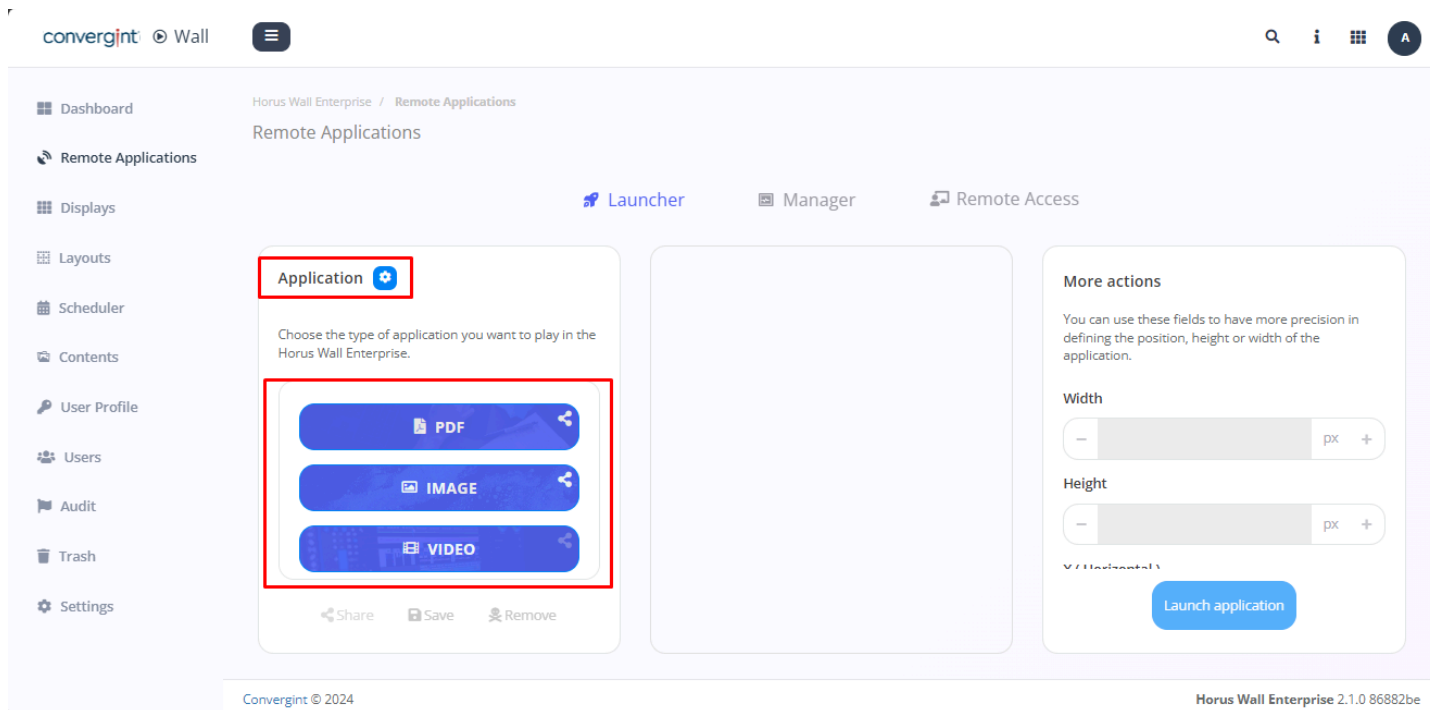 convergint Wall
A
Dashboard
Remote Applications
Displays
Layouts
Scheduler
Contents
User Profile
Users
Audit
Trash
Settings
Horus Wall Enterprise / Remote Applications
Remote Applications
Launcher
Manager
Remote Access
Application
Choose the type of application you want to play in the
Horus Wall Enterprise.
PDF
IMAGE
VIDEO
Share
Save
Remove
More actions
You can use these fields to have more precision in
defining the position, height or width of the
application.
Width
− px +
Height
− px +
X ( Horizontal )
Launch application
Convergint © 2024
Horus Wall Enterprise 2.1.0 86882be